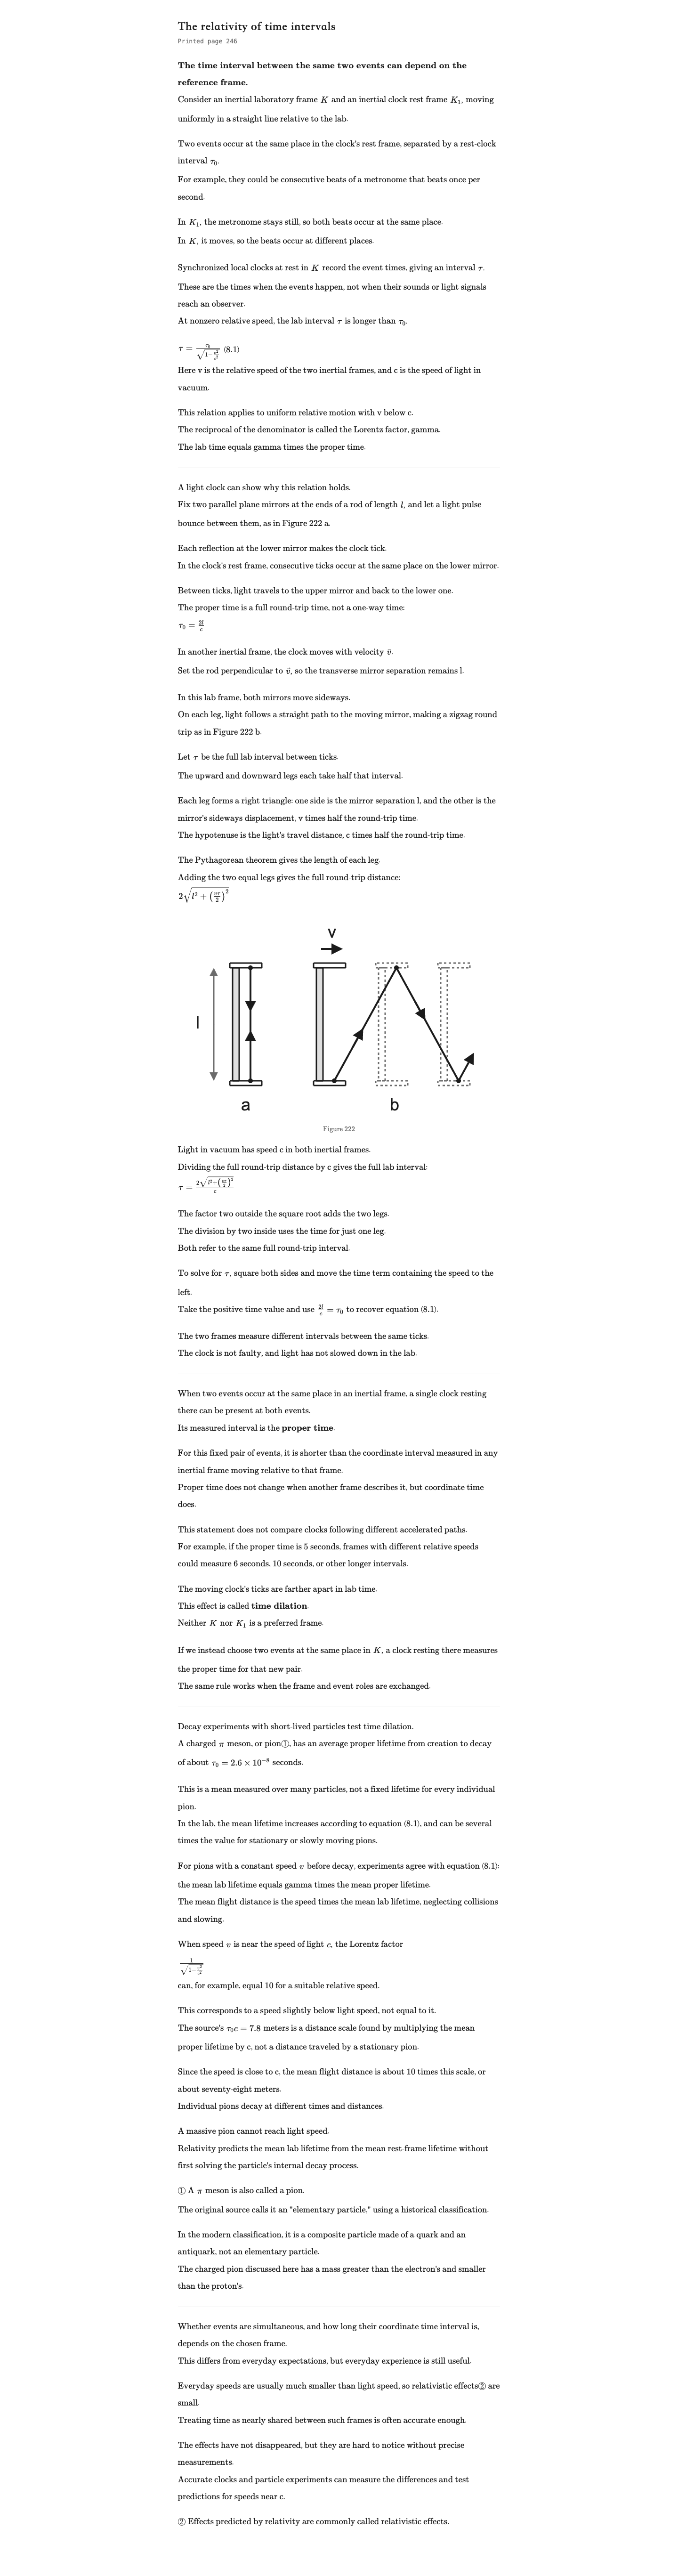 The relativity of time intervals
Printed page 246
The time interval between the same two events can depend on the
reference frame.
Consider an inertial laboratory frame K and an inertial clock rest frame K₁, moving
uniformly in a straight line relative to the lab.
Two events occur at the same place in the clock's rest frame, separated by a rest-clock
interval τ₀.
For example, they could be consecutive beats of a metronome that beats once per
second.
In K₁, the metronome stays still, so both beats occur at the same place.
In K, it moves, so the beats occur at different places.
Synchronized local clocks at rest in K record the event times, giving an interval τ.
These are the times when the events happen, not when their sounds or light signals
reach an observer.
At nonzero relative speed, the lab interval τ is longer than τ₀.
τ = τ₀ / √(1−v²/c²) (8.1)
Here v is the relative speed of the two inertial frames, and c is the speed of light in
vacuum.
This relation applies to uniform relative motion with v below c.
The reciprocal of the denominator is called the Lorentz factor, gamma.
The lab time equals gamma times the proper time.
A light clock can show why this relation holds.
Fix two parallel plane mirrors at the ends of a rod of length l, and let a light pulse
bounce between them, as in Figure 222 a.
Each reflection at the lower mirror makes the clock tick.
In the clock's rest frame, consecutive ticks occur at the same place on the lower mirror.
Between ticks, light travels to the upper mirror and back to the lower one.
The proper time is a full round-trip time, not a one-way time:
τ₀ = 2l/c
In another inertial frame, the clock moves with velocity v⃗.
Set the rod perpendicular to v⃗, so the transverse mirror separation remains l.
In this lab frame, both mirrors move sideways.
On each leg, light follows a straight path to the moving mirror, making a zigzag round
trip as in Figure 222 b.
Let τ be the full lab interval between ticks.
The upward and downward legs each take half that interval.
Each leg forms a right triangle: one side is the mirror separation l, and the other is the
mirror's sideways displacement, v times half the round-trip time.
The hypotenuse is the light's travel distance, c times half the round-trip time.
The Pythagorean theorem gives the length of each leg.
Adding the two equal legs gives the full round-trip distance:
2√(l² + (vτ/2)²)
v
l
a
b
Figure 222
Light in vacuum has speed c in both inertial frames.
Dividing the full round-trip distance by c gives the full lab interval:
τ = 2√(l²+(vτ/2)²) / c
The factor two outside the square root adds the two legs.
The division by two inside uses the time for just one leg.
Both refer to the same full round-trip interval.
To solve for τ, square both sides and move the time term containing the speed to the
left.
Take the positive time value and use 2l/c = τ₀ to recover equation (8.1).
The two frames measure different intervals between the same ticks.
The clock is not faulty, and light has not slowed down in the lab.
When two events occur at the same place in an inertial frame, a single clock resting
there can be present at both events.
Its measured interval is the proper time.
For this fixed pair of events, it is shorter than the coordinate interval measured in any
inertial frame moving relative to that frame.
Proper time does not change when another frame describes it, but coordinate time
does.
This statement does not compare clocks following different accelerated paths.
For example, if the proper time is 5 seconds, frames with different relative speeds
could measure 6 seconds, 10 seconds, or other longer intervals.
The moving clock's ticks are farther apart in lab time.
This effect is called time dilation.
Neither K nor K₁ is a preferred frame.
If we instead choose two events at the same place in K, a clock resting there measures
the proper time for that new pair.
The same rule works when the frame and event roles are exchanged.
Decay experiments with short-lived particles test time dilation.
A charged π meson, or pion①, has an average proper lifetime from creation to decay
of about τ₀ = 2.6 × 10⁻⁸ seconds.
This is a mean measured over many particles, not a fixed lifetime for every individual
pion.
In the lab, the mean lifetime increases according to equation (8.1), and can be several
times the value for stationary or slowly moving pions.
For pions with a constant speed v before decay, experiments agree with equation (8.1):
the mean lab lifetime equals gamma times the mean proper lifetime.
The mean flight distance is the speed times the mean lab lifetime, neglecting collisions
and slowing.
When speed v is near the speed of light c, the Lorentz factor
1 / √(1−v²/c²)
can, for example, equal 10 for a suitable relative speed.
This corresponds to a speed slightly below light speed, not equal to it.
The source's τ₀c = 7.8 meters is a distance scale found by multiplying the mean
proper lifetime by c, not a distance traveled by a stationary pion.
Since the speed is close to c, the mean flight distance is about 10 times this scale, or
about seventy-eight meters.
Individual pions decay at different times and distances.
A massive pion cannot reach light speed.
Relativity predicts the mean lab lifetime from the mean rest-frame lifetime without
first solving the particle's internal decay process.
① A π meson is also called a pion.
The original source calls it an "elementary particle," using a historical classification.
In the modern classification, it is a composite particle made of a quark and an
antiquark, not an elementary particle.
The charged pion discussed here has a mass greater than the electron's and smaller
than the proton's.
Whether events are simultaneous, and how long their coordinate time interval is,
depends on the chosen frame.
This differs from everyday expectations, but everyday experience is still useful.
Everyday speeds are usually much smaller than light speed, so relativistic effects② are
small.
Treating time as nearly shared between such frames is often accurate enough.
The effects have not disappeared, but they are hard to notice without precise
measurements.
Accurate clocks and particle experiments can measure the differences and test
predictions for speeds near c.
② Effects predicted by relativity are commonly called relativistic effects.